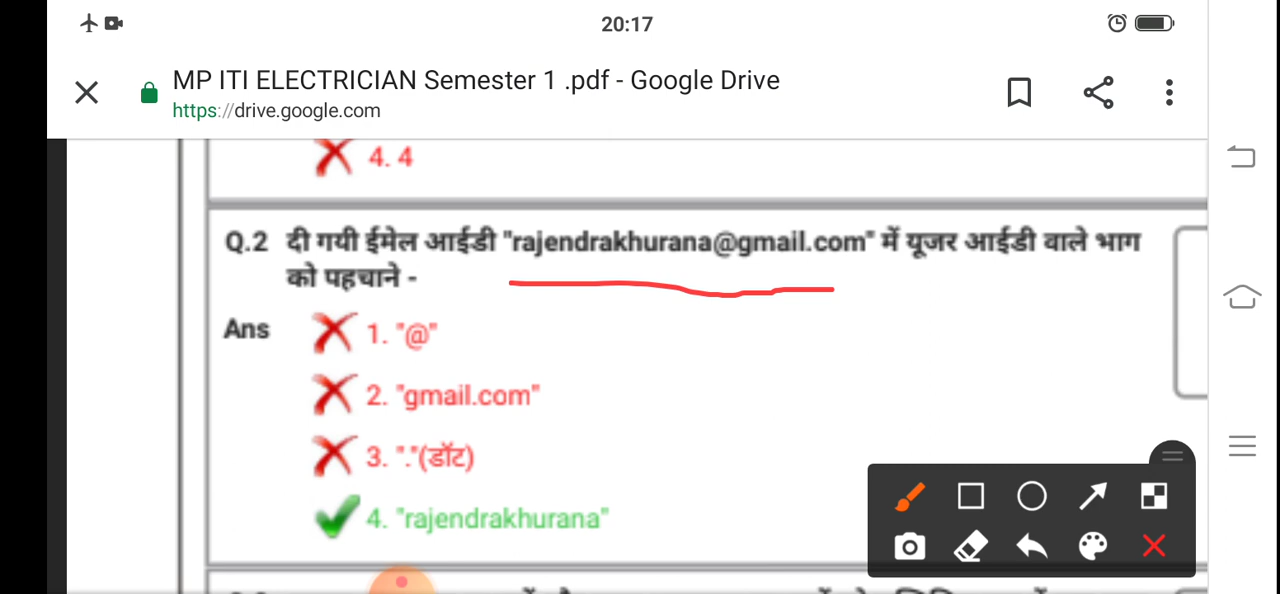 20:17
MP ITI ELECTRICIAN Semester 1 .pdf - Google Drive
https://drive.google.com
4. 4
Q.2 दी गयी ईमेल आईडी "rajendrakhurana@gmail.com" में यूजर आईडी वाले भाग
को पहचाने -
Ans
1. "@"
2. "gmail.com"
3. "."(डॉट)
4. "rajendrakhurana"